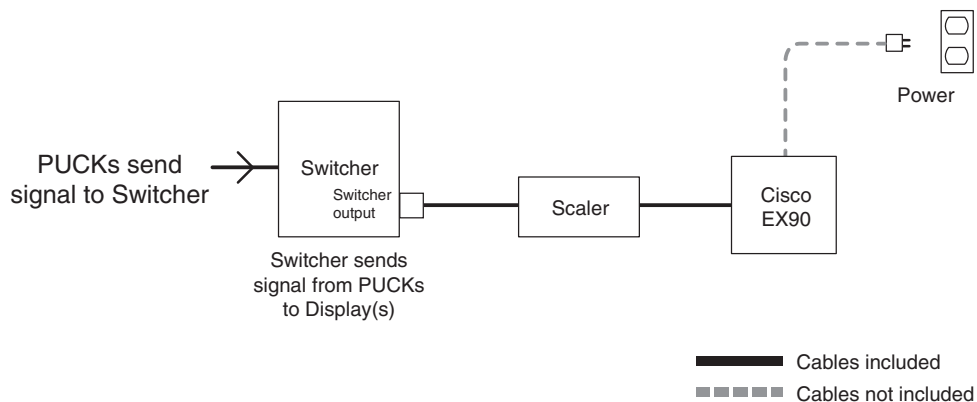 PUCKs send
signal to Switcher
Switcher
Switcher
output
Switcher sends
signal from PUCKs
to Display(s)
Scaler
Cisco
EX90
Power
Cables included
Cables not included